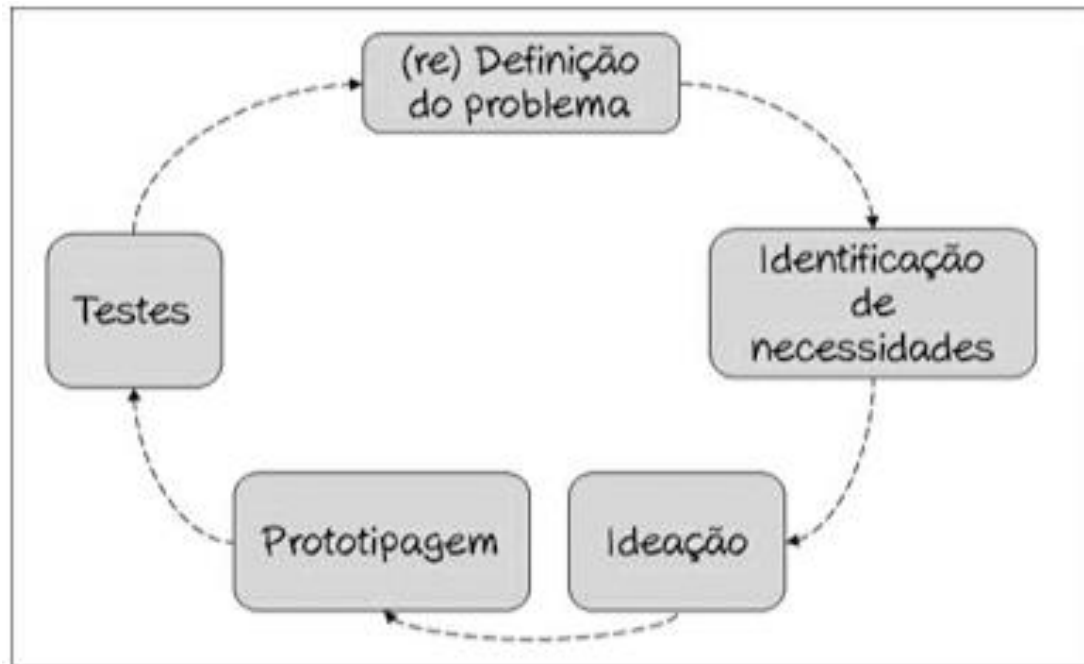 (re) Definição
do problema
Identificação
de
necessidades
Ideação
Prototipagem
Testes